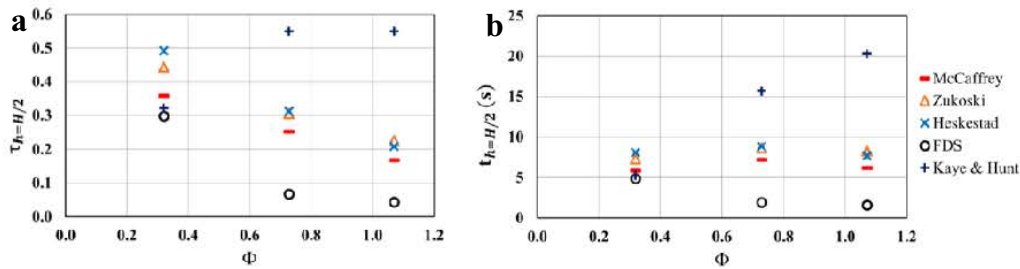 a
b
0.6
0.5
0.4
0.3
0.2
0.1
0.0
τh=H/2
0.0 0.2 0.4 0.6 0.8 1.0 1.2
Φ
25
20
15
10
5
0
th=H/2 (s)
0.0 0.2 0.4 0.6 0.8 1.0 1.2
Φ
McCaffrey
Zukoski
Heskestad
FDS
Kaye & Hunt